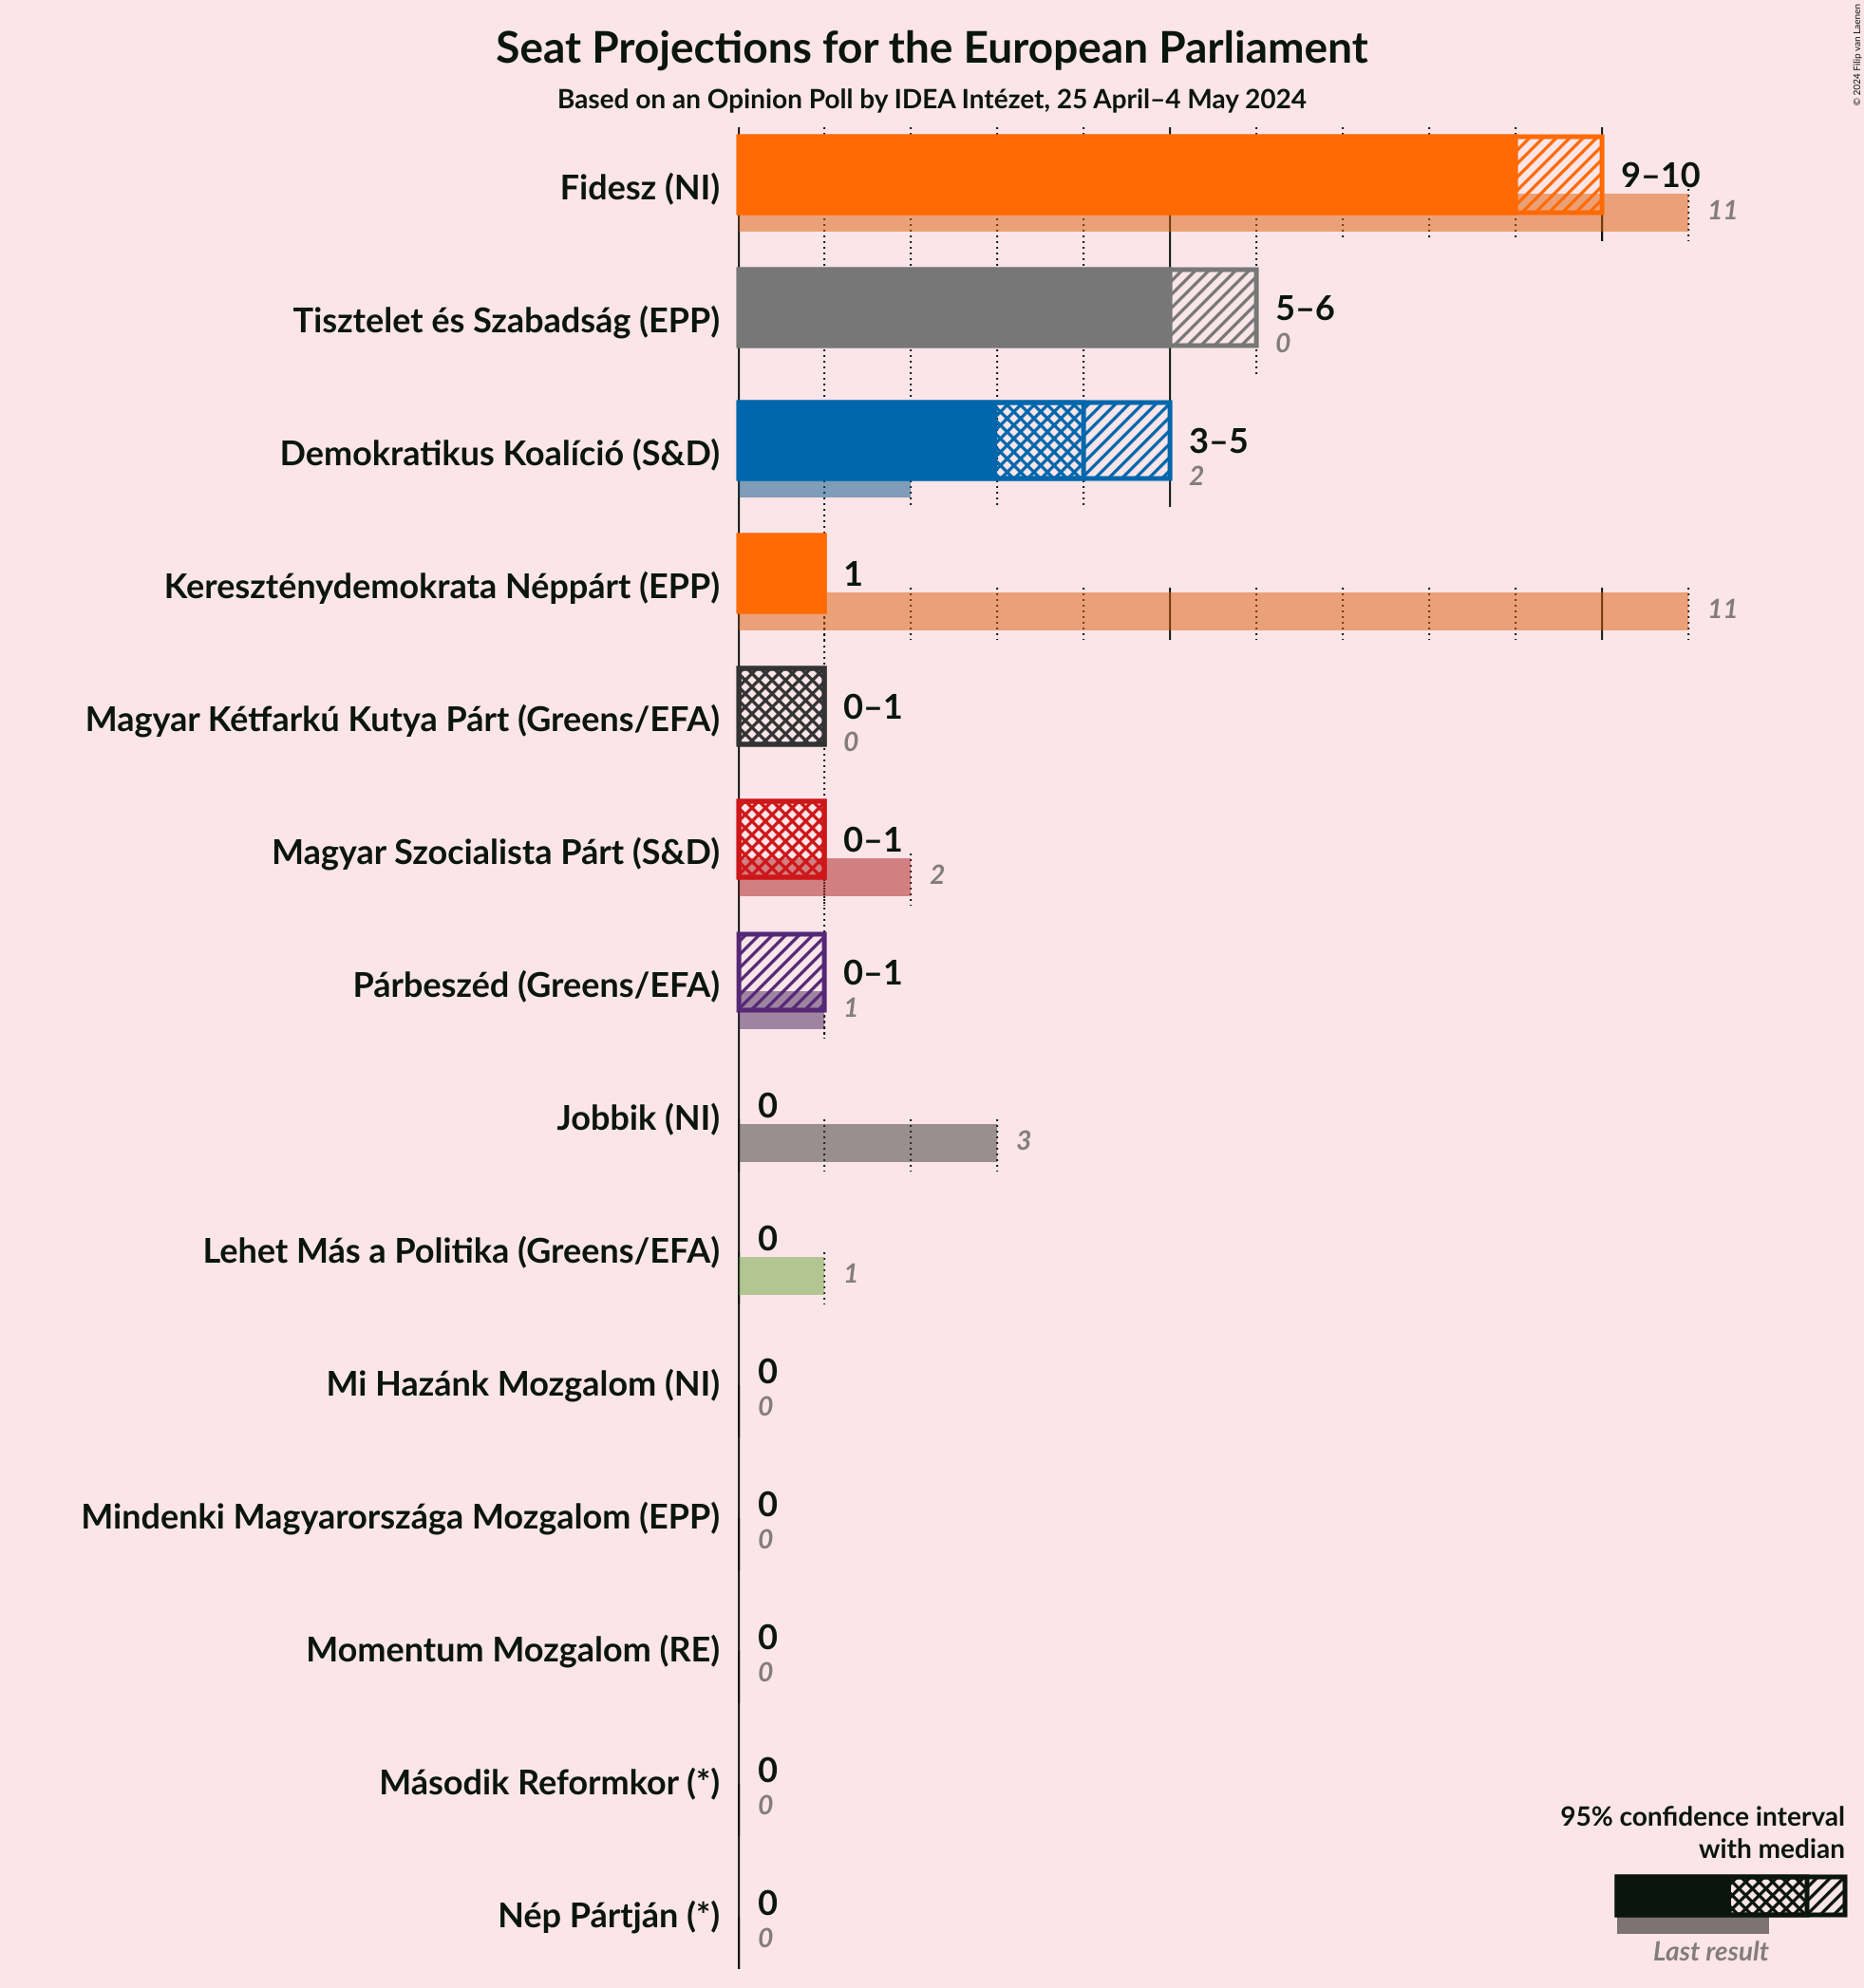 Seat Projections for the European Parliament
Based on an Opinion Poll by IDEA Intézet, 25 April–4 May 2024
© 2024 Filip van Laenen
Fidesz (NI)
9–10
11
Tisztelet és Szabadság (EPP)
5–6
0
Demokratikus Koalíció (S&D)
3–5
2
Kereszténydemokrata Néppárt (EPP)
1
11
Magyar Kétfarkú Kutya Párt (Greens/EFA)
0–1
0
Magyar Szocialista Párt (S&D)
0–1
2
Párbeszéd (Greens/EFA)
0–1
1
Jobbik (NI)
0
3
Lehet Más a Politika (Greens/EFA)
0
1
Mi Hazánk Mozgalom (NI)
0
0
Mindenki Magyarországa Mozgalom (EPP)
0
0
Momentum Mozgalom (RE)
0
0
Második Reformkor (*)
0
0
Nép Pártján (*)
0
0
95% confidence interval
with median
Last result